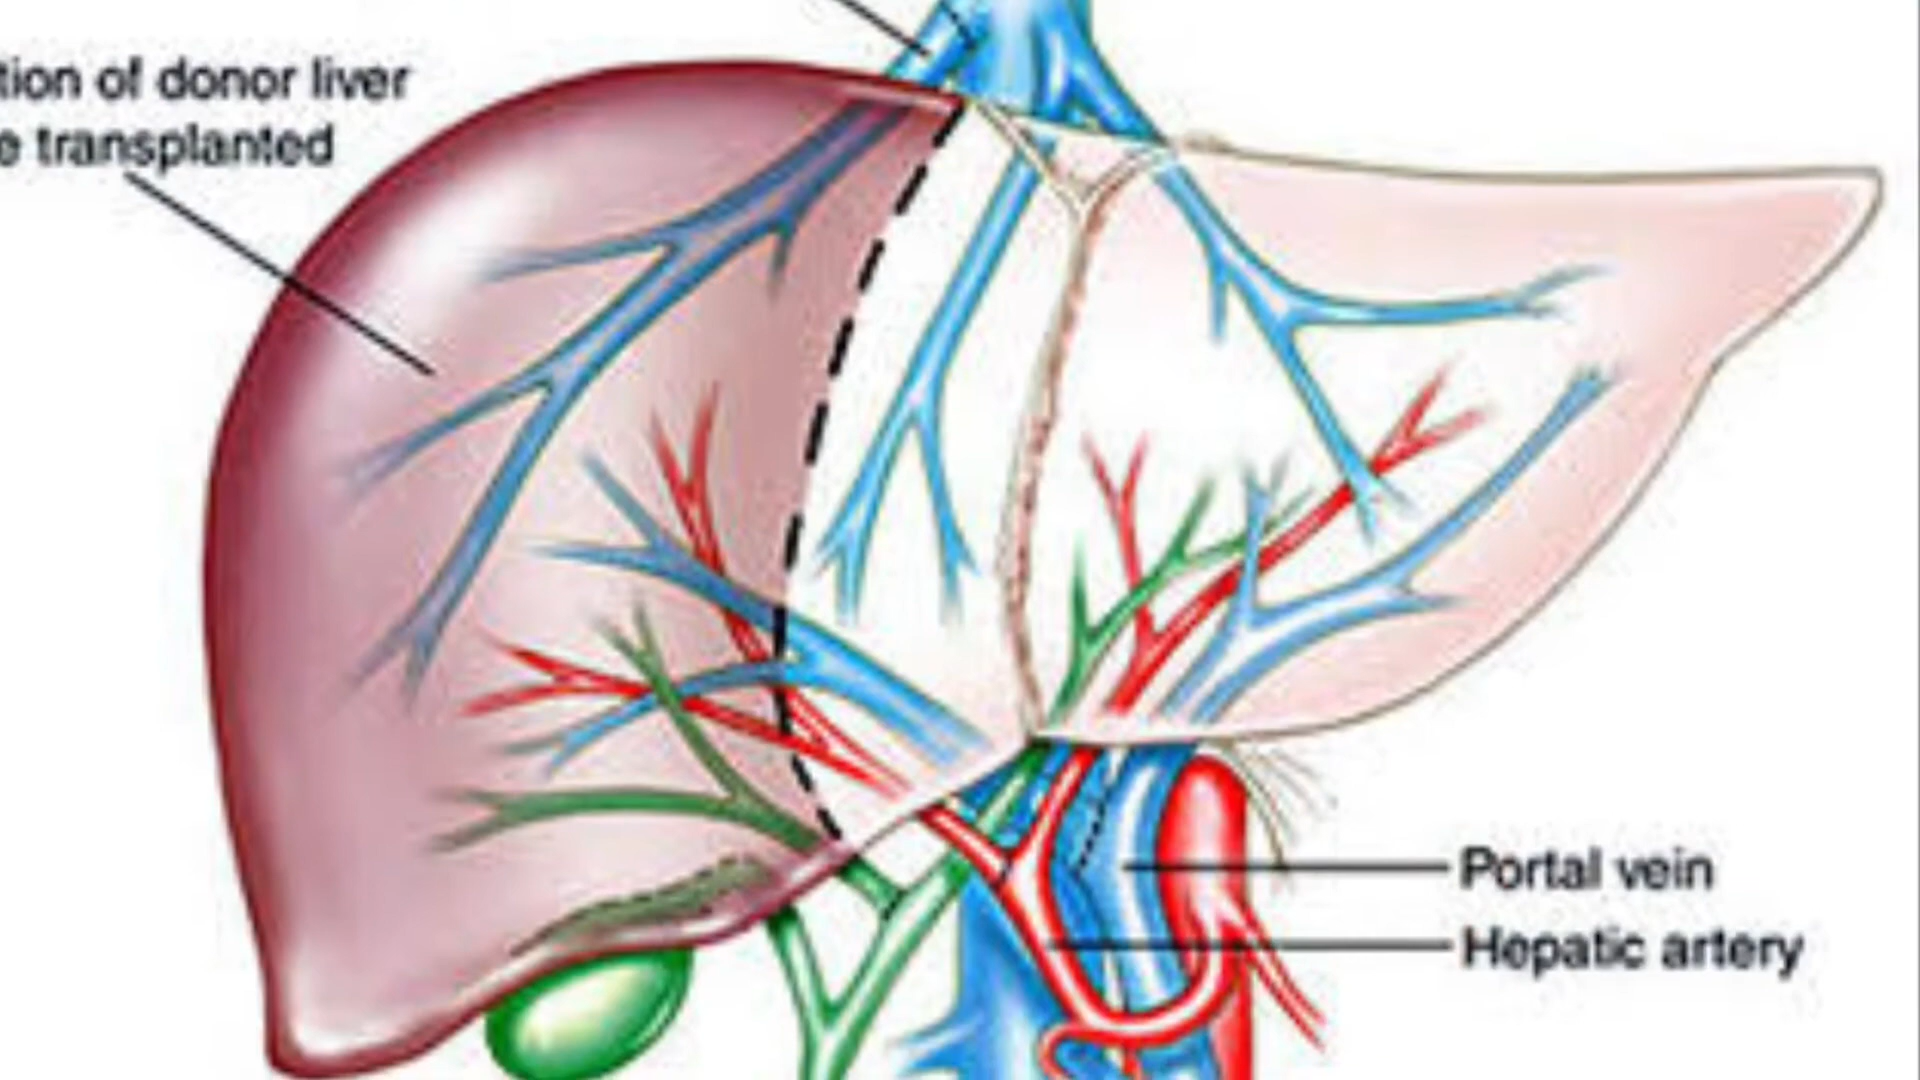 tion of donor liver
e transplanted
Portal vein
Hepatic artery